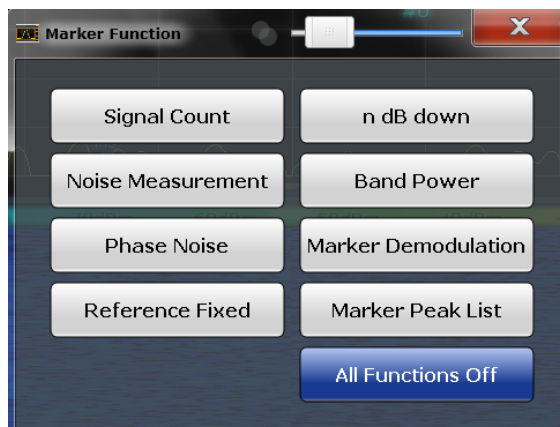 Marker Function
Signal Count
n dB down
Noise Measurement
Band Power
Phase Noise
Marker Demodulation
Reference Fixed
Marker Peak List
All Functions Off